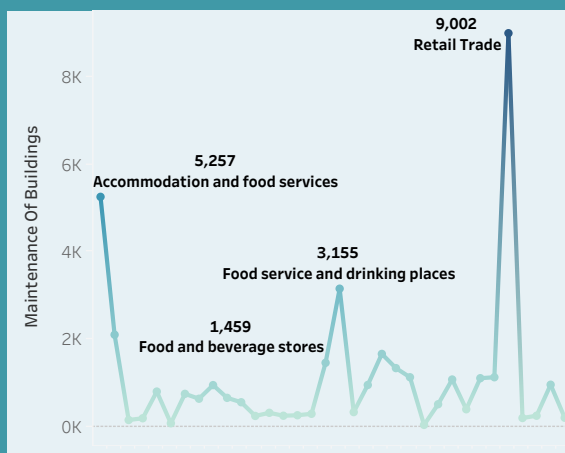 9,002
Retail Trade
8K
6K
5,257
Accommodation and food services
4K
3,155
Food service and drinking places
1,459
Food and beverage stores
2K
0K
Maintenance Of Buildings